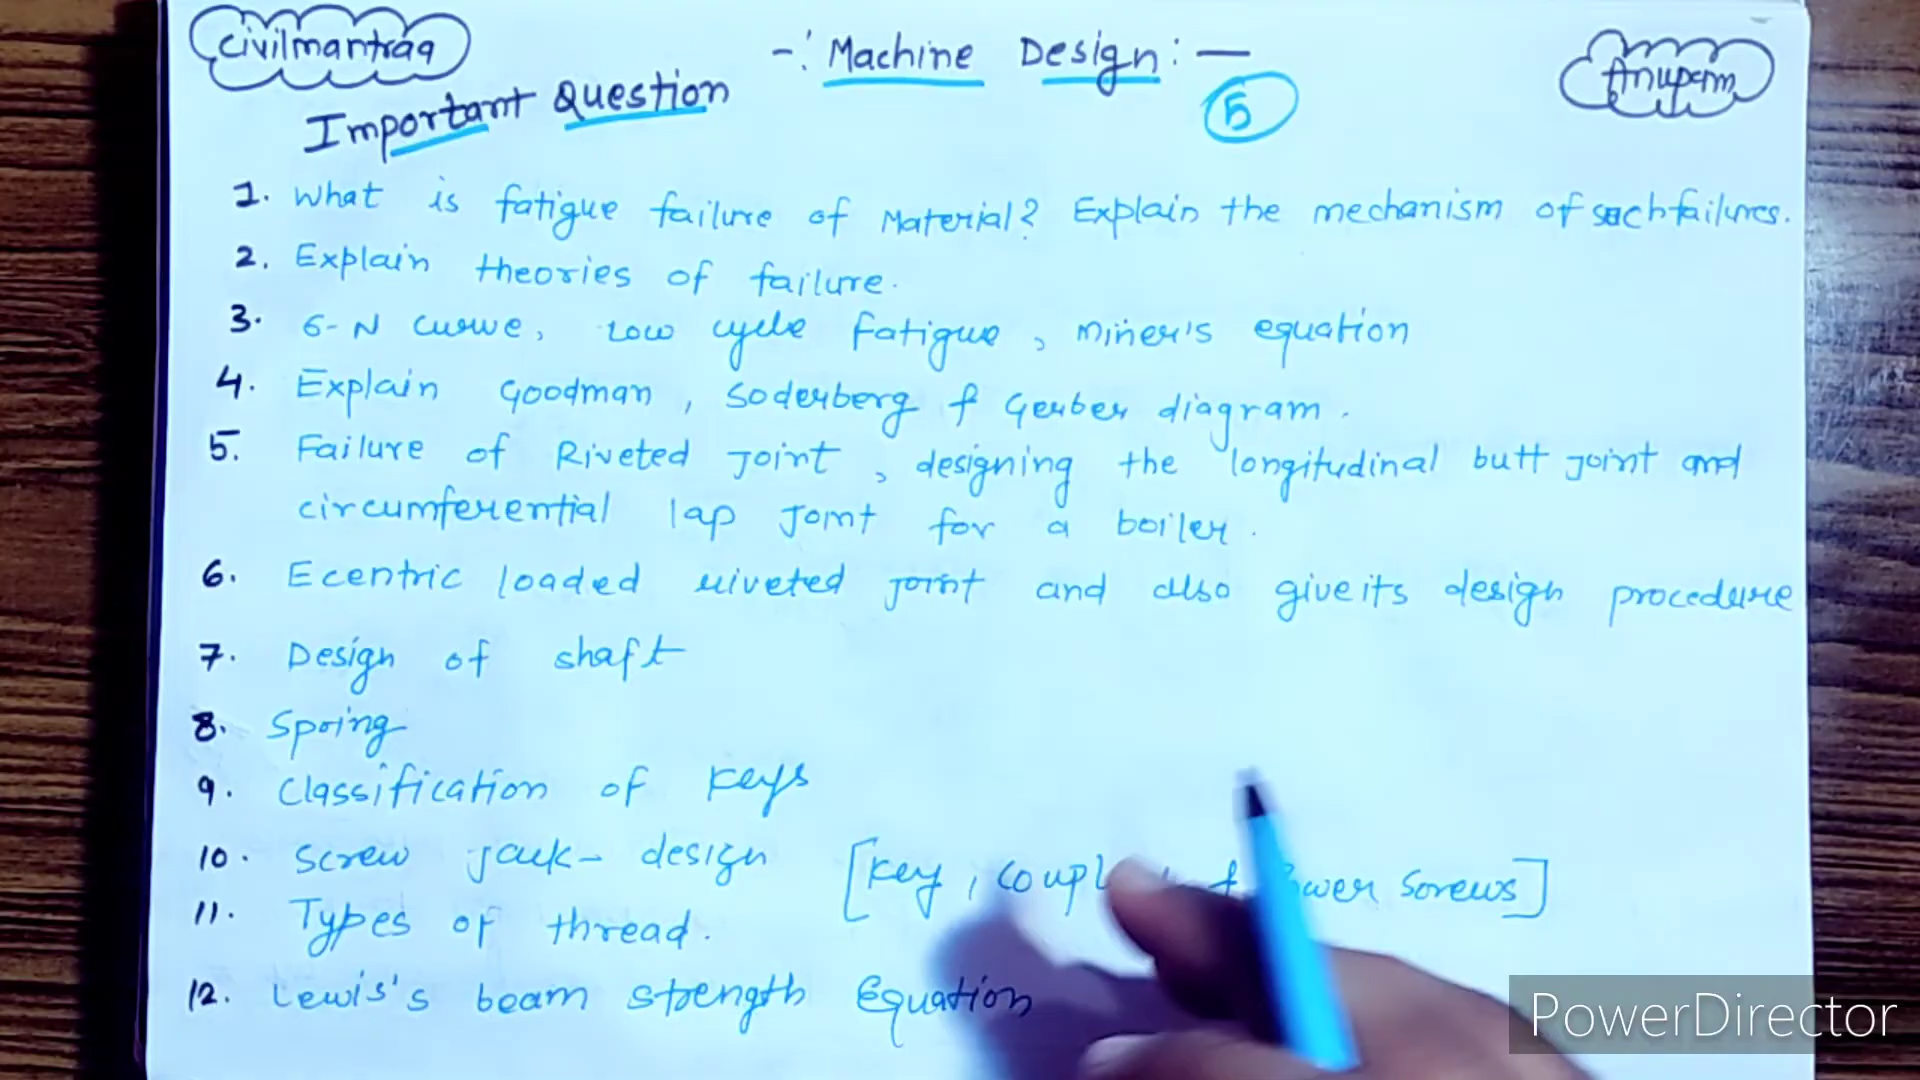 civilmantraa
-: Machine Design :-
Anupam
Important Question
5
1. What is fatigue failure of Material? Explain the mechanism of such failures.
2. Explain theories of failure.
3. 6-N curve, Low cycle fatigue, Miner's equation
4. Explain Goodman, Soderberg & Gerber diagram.
5. Failure of Riveted Joint, designing the longitudinal butt joint and
circumferential lap Joint for a boiler.
6. Ecentric loaded riveted joint and also give its design procedure
7. Design of shaft
8. Spring
9. Classification of Keys
10. Screw Jack - design [Key, Coupl & ower Screws]
11. Types of thread.
12. Lewis's beam strength Equation
PowerDirector